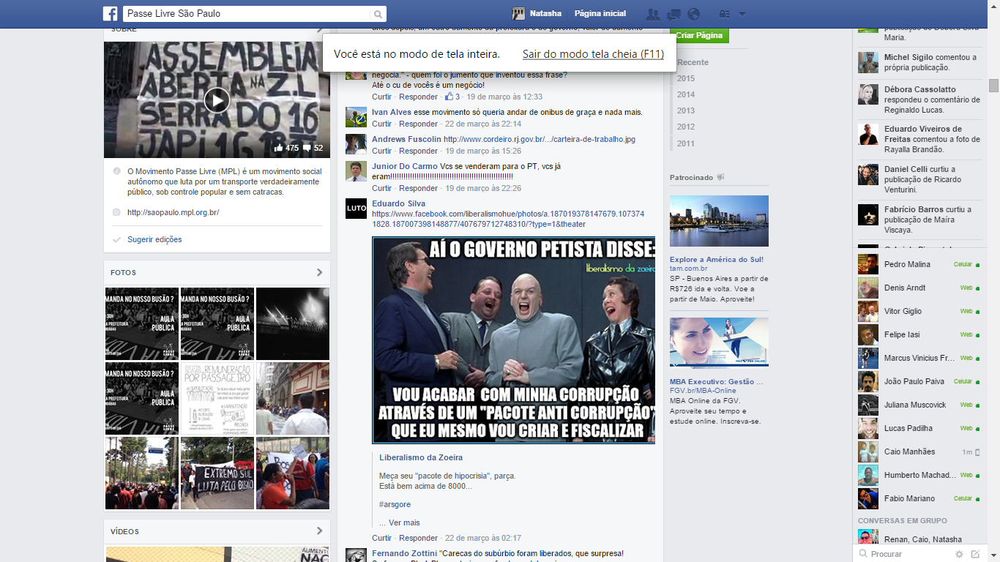 Passe Livre São Paulo
Natasha
Página inicial
SOBRE
ASSEMBLEIA
ABERTA NA Z.L
SERRA DO
JAPI
475 52
O Movimento Passe Livre (MPL) é um movimento social
autônomo que luta por um transporte verdadeiramente
público, sob controle popular e sem catracas.
http://saopaulo.mpl.org.br/
Sugerir edições
FOTOS
MANDA NO NOSSO BUSÃO ?
AULA
PÚBLICA
MANDA NO NOSSO BUSÃO ?
AULA
PÚBLICA
MANDA NO NOSSO BUSÃO ?
AULA
PÚBLICA
REMUNERAÇÃO
POR PASSAGEIRO
EXTREMO SUL
LUTA PELO BUSÃO
VÍDEOS
Você está no modo de tela inteira. Sair do modo tela cheia (F11)
negocia." - quem foi o jumento que inventou essa frase?
Até o cu de vocês é um negócio!
Curtir · Responder · 3 · 19 de março às 12:33
Ivan Alves esse movimento só queria andar de onibus de graça e nada mais.
Curtir · Responder · 22 de março às 22:14
Andrews Fuscolin http://www.cordeiro.rj.gov.br/.../carteira-de-trabalho.jpg
Curtir · Responder · 19 de março às 15:26
Junior Do Carmo Vcs se venderam para o PT, vcs já
eram!!!!!!!!!!!!!!!!!!!!!!!!!!!!!!!!!!!!!!!!!!!!!!!!!!!!!!!!
Curtir · Responder · 19 de março às 22:26
LUTO
Eduardo Silva
https://www.facebook.com/liberalismohue/photos/a.187019378147679.107374
1828.187007398148877/407679712748310/?type=1&theater
AÍ O GOVERNO PETISTA DISSE:
liberalismo da zoeira
VOU ACABAR COM MINHA CORRUPÇÃO
ATRAVÉS DE UM "PACOTE ANTI CORRUPÇÃO"
QUE EU MESMO VOU CRIAR E FISCALIZAR
Liberalismo da Zoeira
Meça seu "pacote de hipocrisia", parça.
Está bem acima de 8000...
#arsgore
... Ver mais
Curtir · Responder · 22 de março às 02:17
Fernando Zottini "Carecas do subúrbio foram liberados, que surpresa!
Criar Página
Recente
2015
2014
2013
2012
2011
Patrocinado
Explore a América do Sul!
tam.com.br
SP - Buenos Aires a partir de
R$726 ida e volta. Voe a
partir de Maio. Aproveite!
MBA Executivo: Gestão ...
FGV.br/MBA-Online
MBA Online da FGV.
Aproveite seu tempo e
estude online. Inscreva-se.
Maria.
Michel Sigilo comentou a
própria publicação.
Débora Cassolatto
respondeu o comentário de
Reginaldo Lucas.
Eduardo Viveiros de
Freitas comentou a foto de
Rayalla Brandão.
Daniel Celli curtiu a
publicação de Ricardo
Venturini.
Fabrício Barros curtiu a
publicação de Maíra
Viscaya.
Pedro Malina Celular
Denis Arndt Web
Vitor Giglio Web
Felipe Iasi Web
Marcus Vinicius Fr... Web
João Paulo Paiva Celular
Juliana Muscovick Web
Lucas Padilha Web
Caio Manhães 1m
Humberto Machad... Web
Fabio Mariano Celular
CONVERSAS EM GRUPO
Renan, Caio, Natasha
Procurar